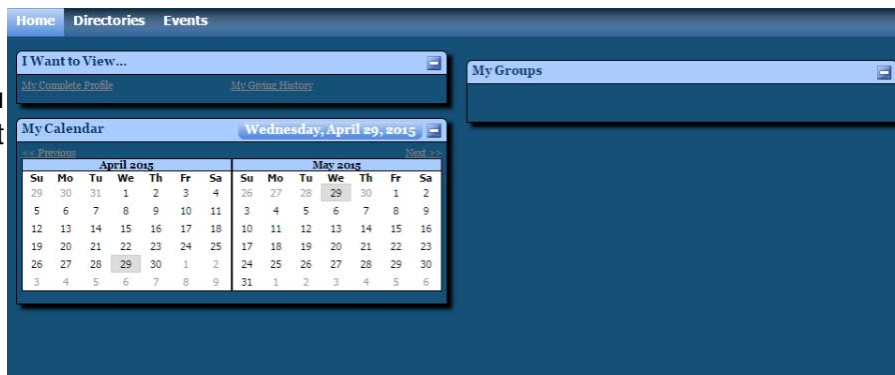 Home Directories Events
I Want to View...
My Complete Profile My Giving History
My Groups
My Calendar Wednesday, April 29, 2015
<< Previous Next >>
April 2015 May 2015
Su Mo Tu We Th Fr Sa Su Mo Tu We Th Fr Sa
29 30 31 1 2 3 4 26 27 28 29 30 1 2
5 6 7 8 9 10 11 3 4 5 6 7 8 9
12 13 14 15 16 17 18 10 11 12 13 14 15 16
19 20 21 22 23 24 25 17 18 19 20 21 22 23
26 27 28 29 30 1 2 24 25 26 27 28 29 30
3 4 5 6 7 8 9 31 1 2 3 4 5 6